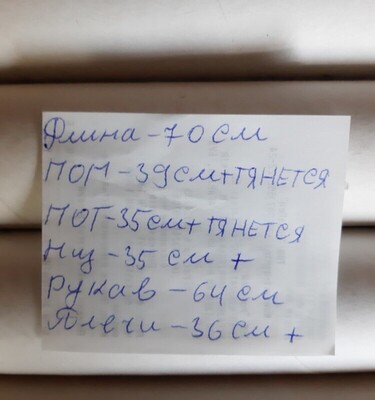 Длина - 70 см
ПОГ - 39 см + ТЯНЕТСЯ
ПОТ - 35 см + ТЯНЕТСЯ
Низ - 35 см +
Рукав - 64 см
Плечи - 36 см +